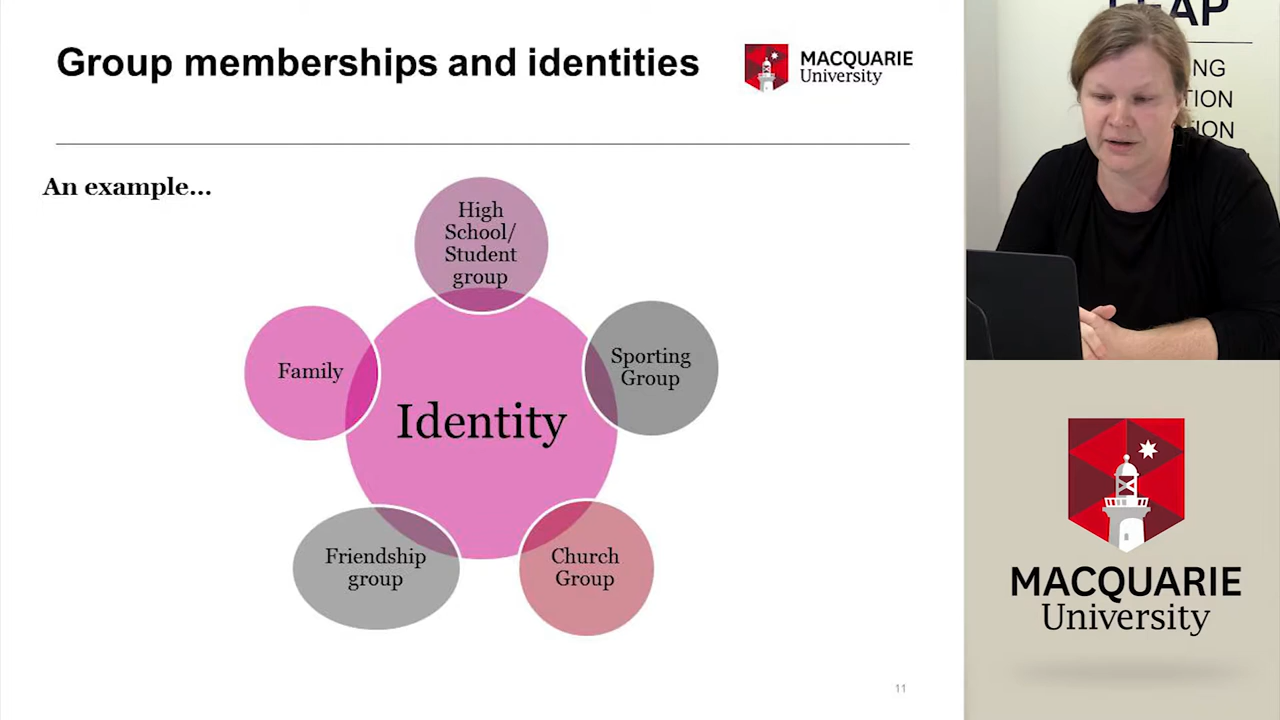 Group memberships and identities
MACQUARIE
University
An example...
High
School/
Student
group
Family
Sporting
Group
Identity
Friendship
group
Church
Group
11
NG
TION
TION
MACQUARIE
University